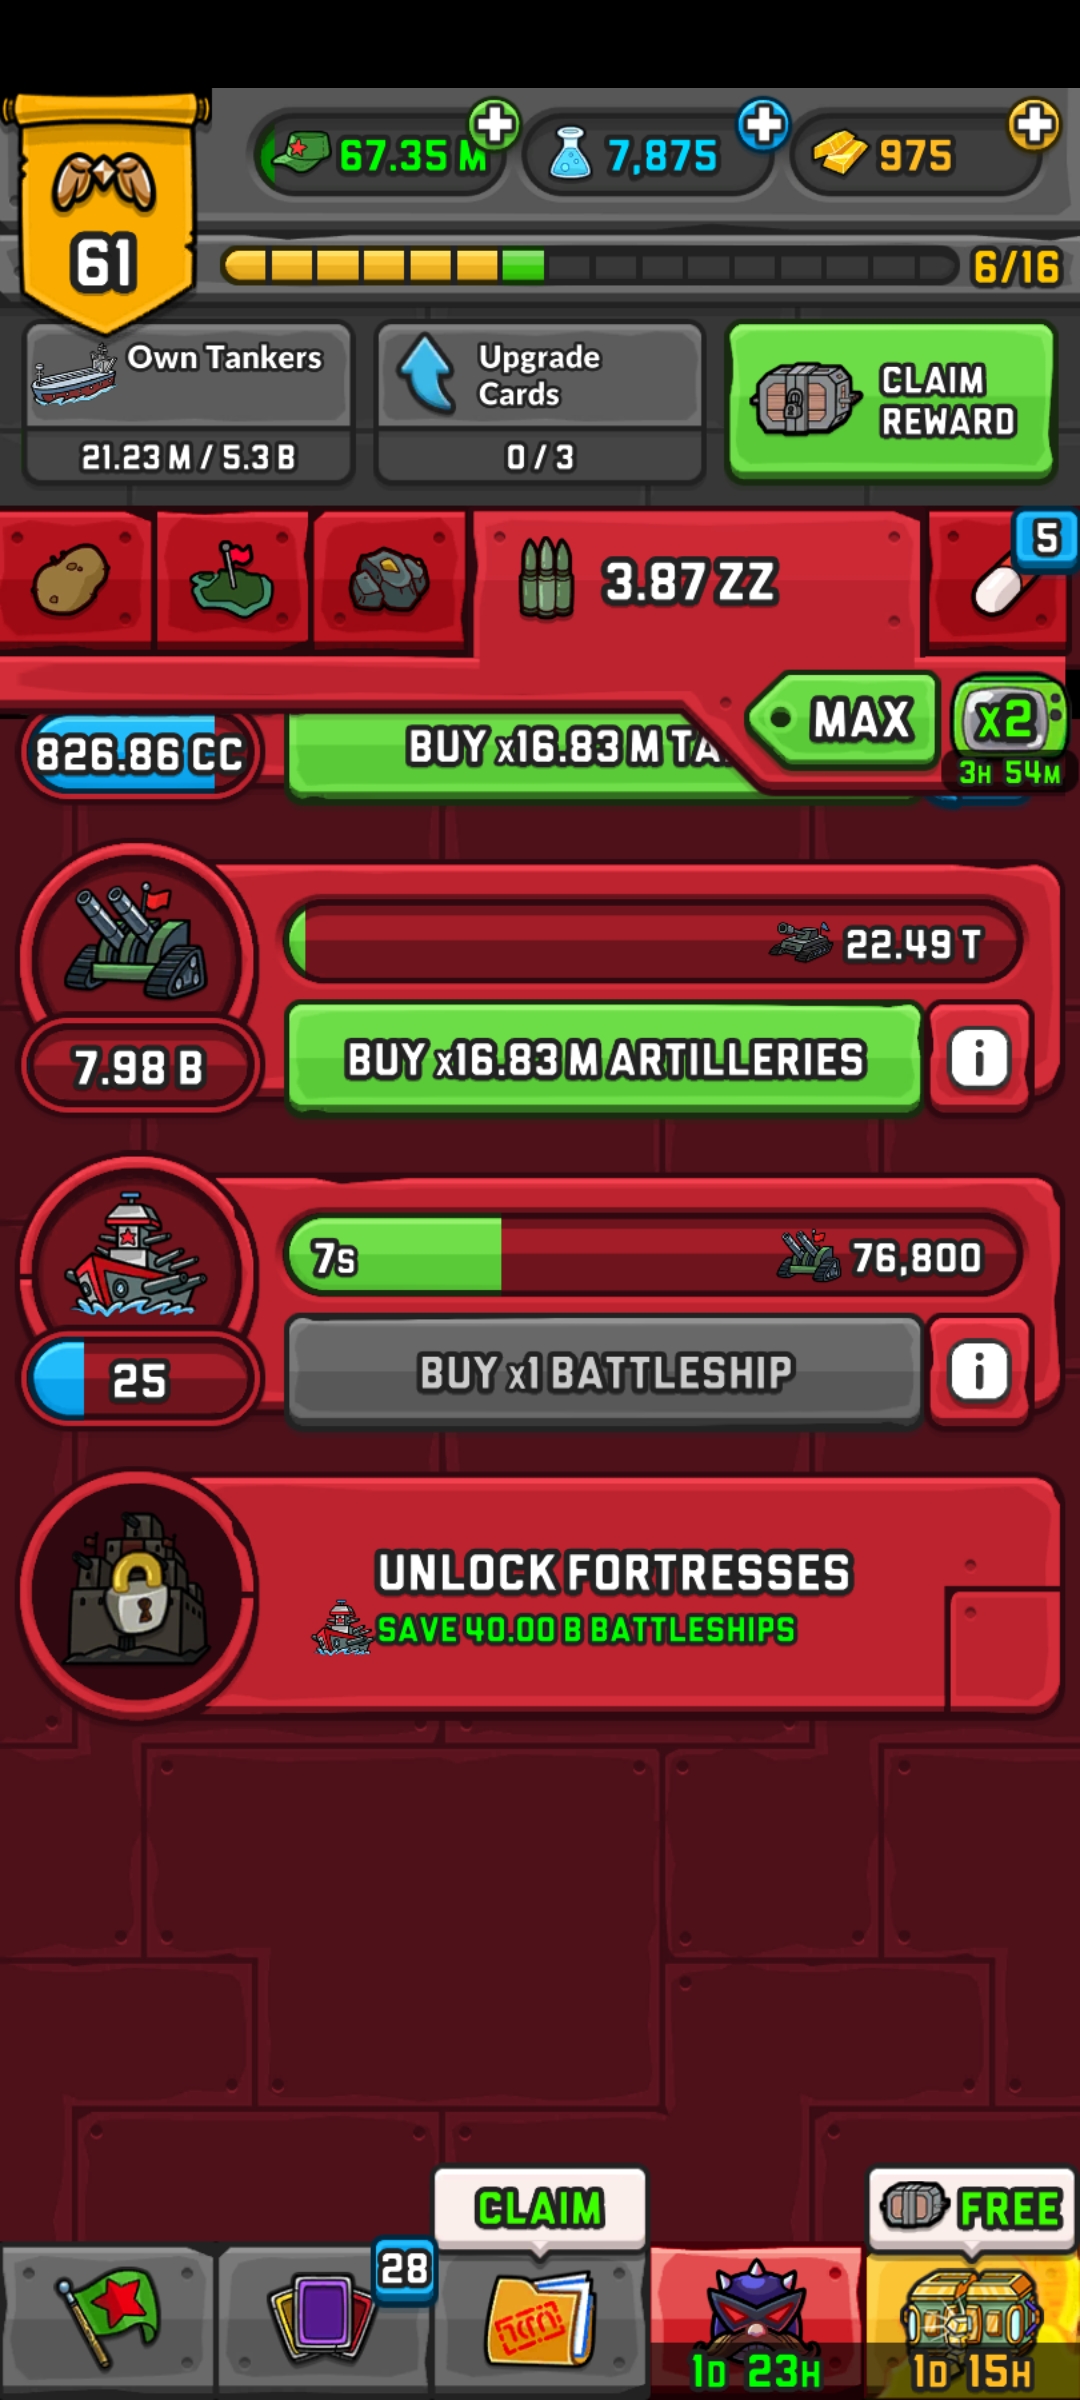 67.35 M
7,875
975
61
6/16
Own Tankers
21.23 M / 5.3 B
Upgrade
Cards
0 / 3
CLAIM
REWARD
3.87 ZZ
5
MAX
x2
3H 54M
826.86 CC
BUY x16.83 M TA
22.49 T
7.98 B
BUY x16.83 M ARTILLERIES
i
7s
76,800
25
BUY x1 BATTLESHIP
i
UNLOCK FORTRESSES
SAVE 40.00 B BATTLESHIPS
CLAIM
FREE
28
1D 23H
1D 15H